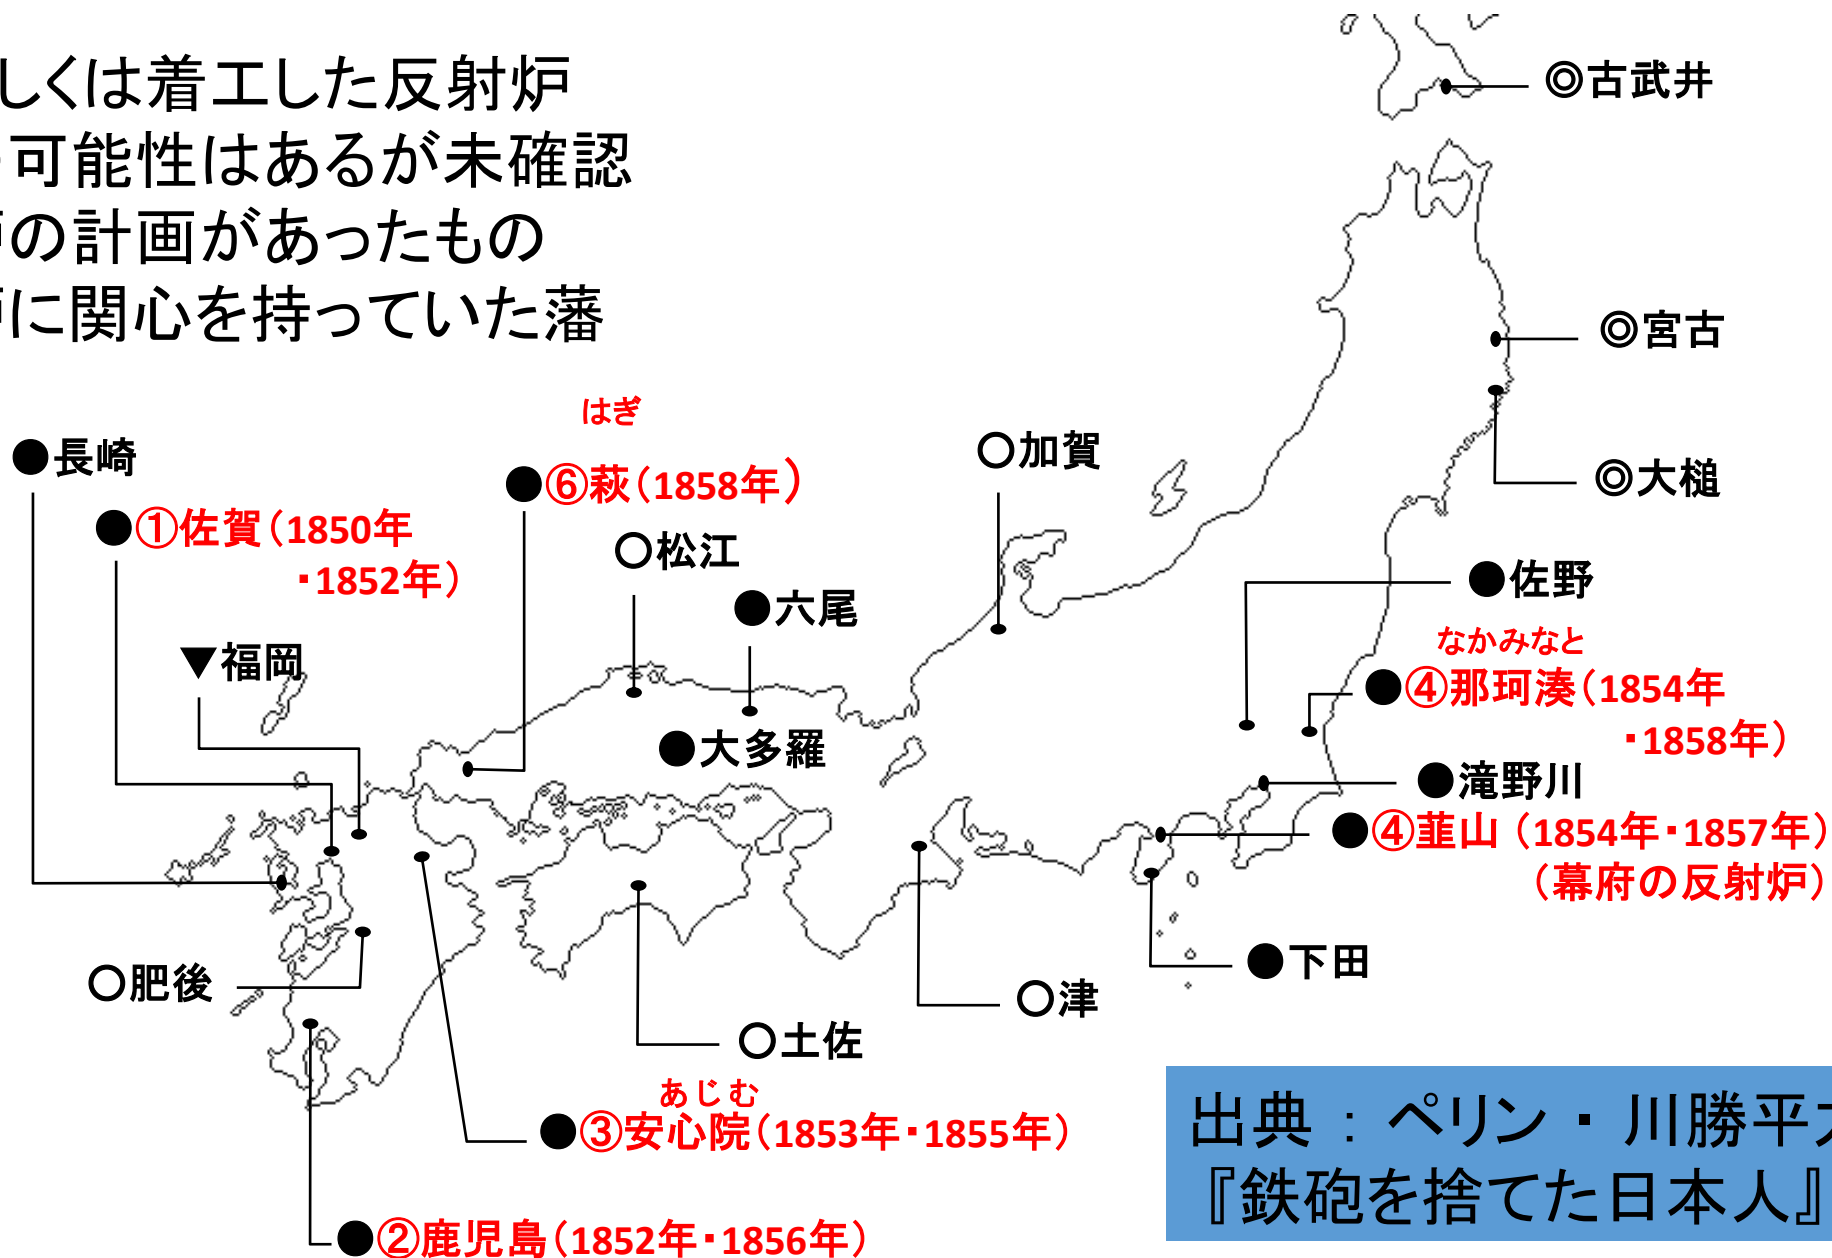 しくは着工した反射炉
可能性はあるが未確認
の計画があったもの
に関心を持っていた藩
◎古武井
◎宮古
◎大槌
はぎ
●⑥萩（1858年）
○加賀
●長崎
●①佐賀（1850年
・1852年）
○松江
●六尾
●佐野
なかみなと
●④那珂湊（1854年
・1858年）
▼福岡
●大多羅
●滝野川
●④韮山（1854年・1857年）
（幕府の反射炉）
●下田
○肥後
○津
○土佐
あじむ
●③安心院（1853年・1855年）
●②鹿児島（1852年・1856年）
出典：ペリン・川勝平
『鉄砲を捨てた日本人』